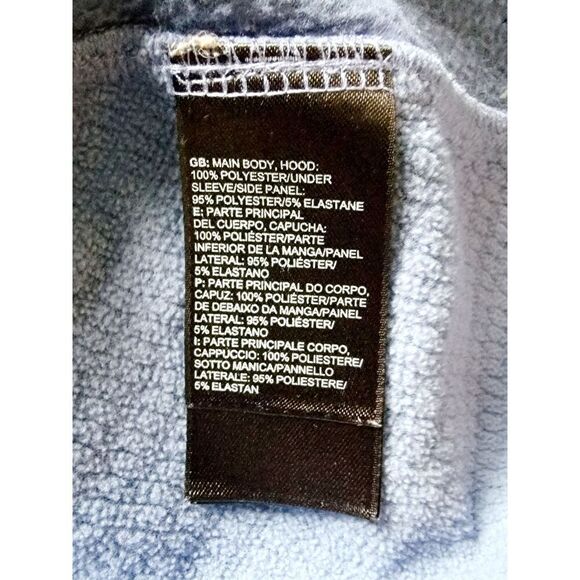 GB: MAIN BODY, HOOD:
100% POLYESTER/UNDER
SLEEVE/SIDE PANEL:
95% POLYESTER/5% ELASTANE
E: PARTE PRINCIPAL
DEL CUERPO, CAPUCHA:
100% POLIÉSTER/PARTE
INFERIOR DE LA MANGA/PANEL
LATERAL: 95% POLIÉSTER/
5% ELASTANO
P: PARTE PRINCIPAL DO CORPO,
CAPUZ: 100% POLIÉSTER/PARTE
DE DEBAIXO DA MANGA/PAINEL
LATERAL: 95% POLIÉSTER/
5% ELASTANO
I: PARTE PRINCIPALE CORPO,
CAPPUCCIO: 100% POLIESTERE/
SOTTO MANICA/PANNELLO
LATERALE: 95% POLIESTERE/
5% ELASTAN